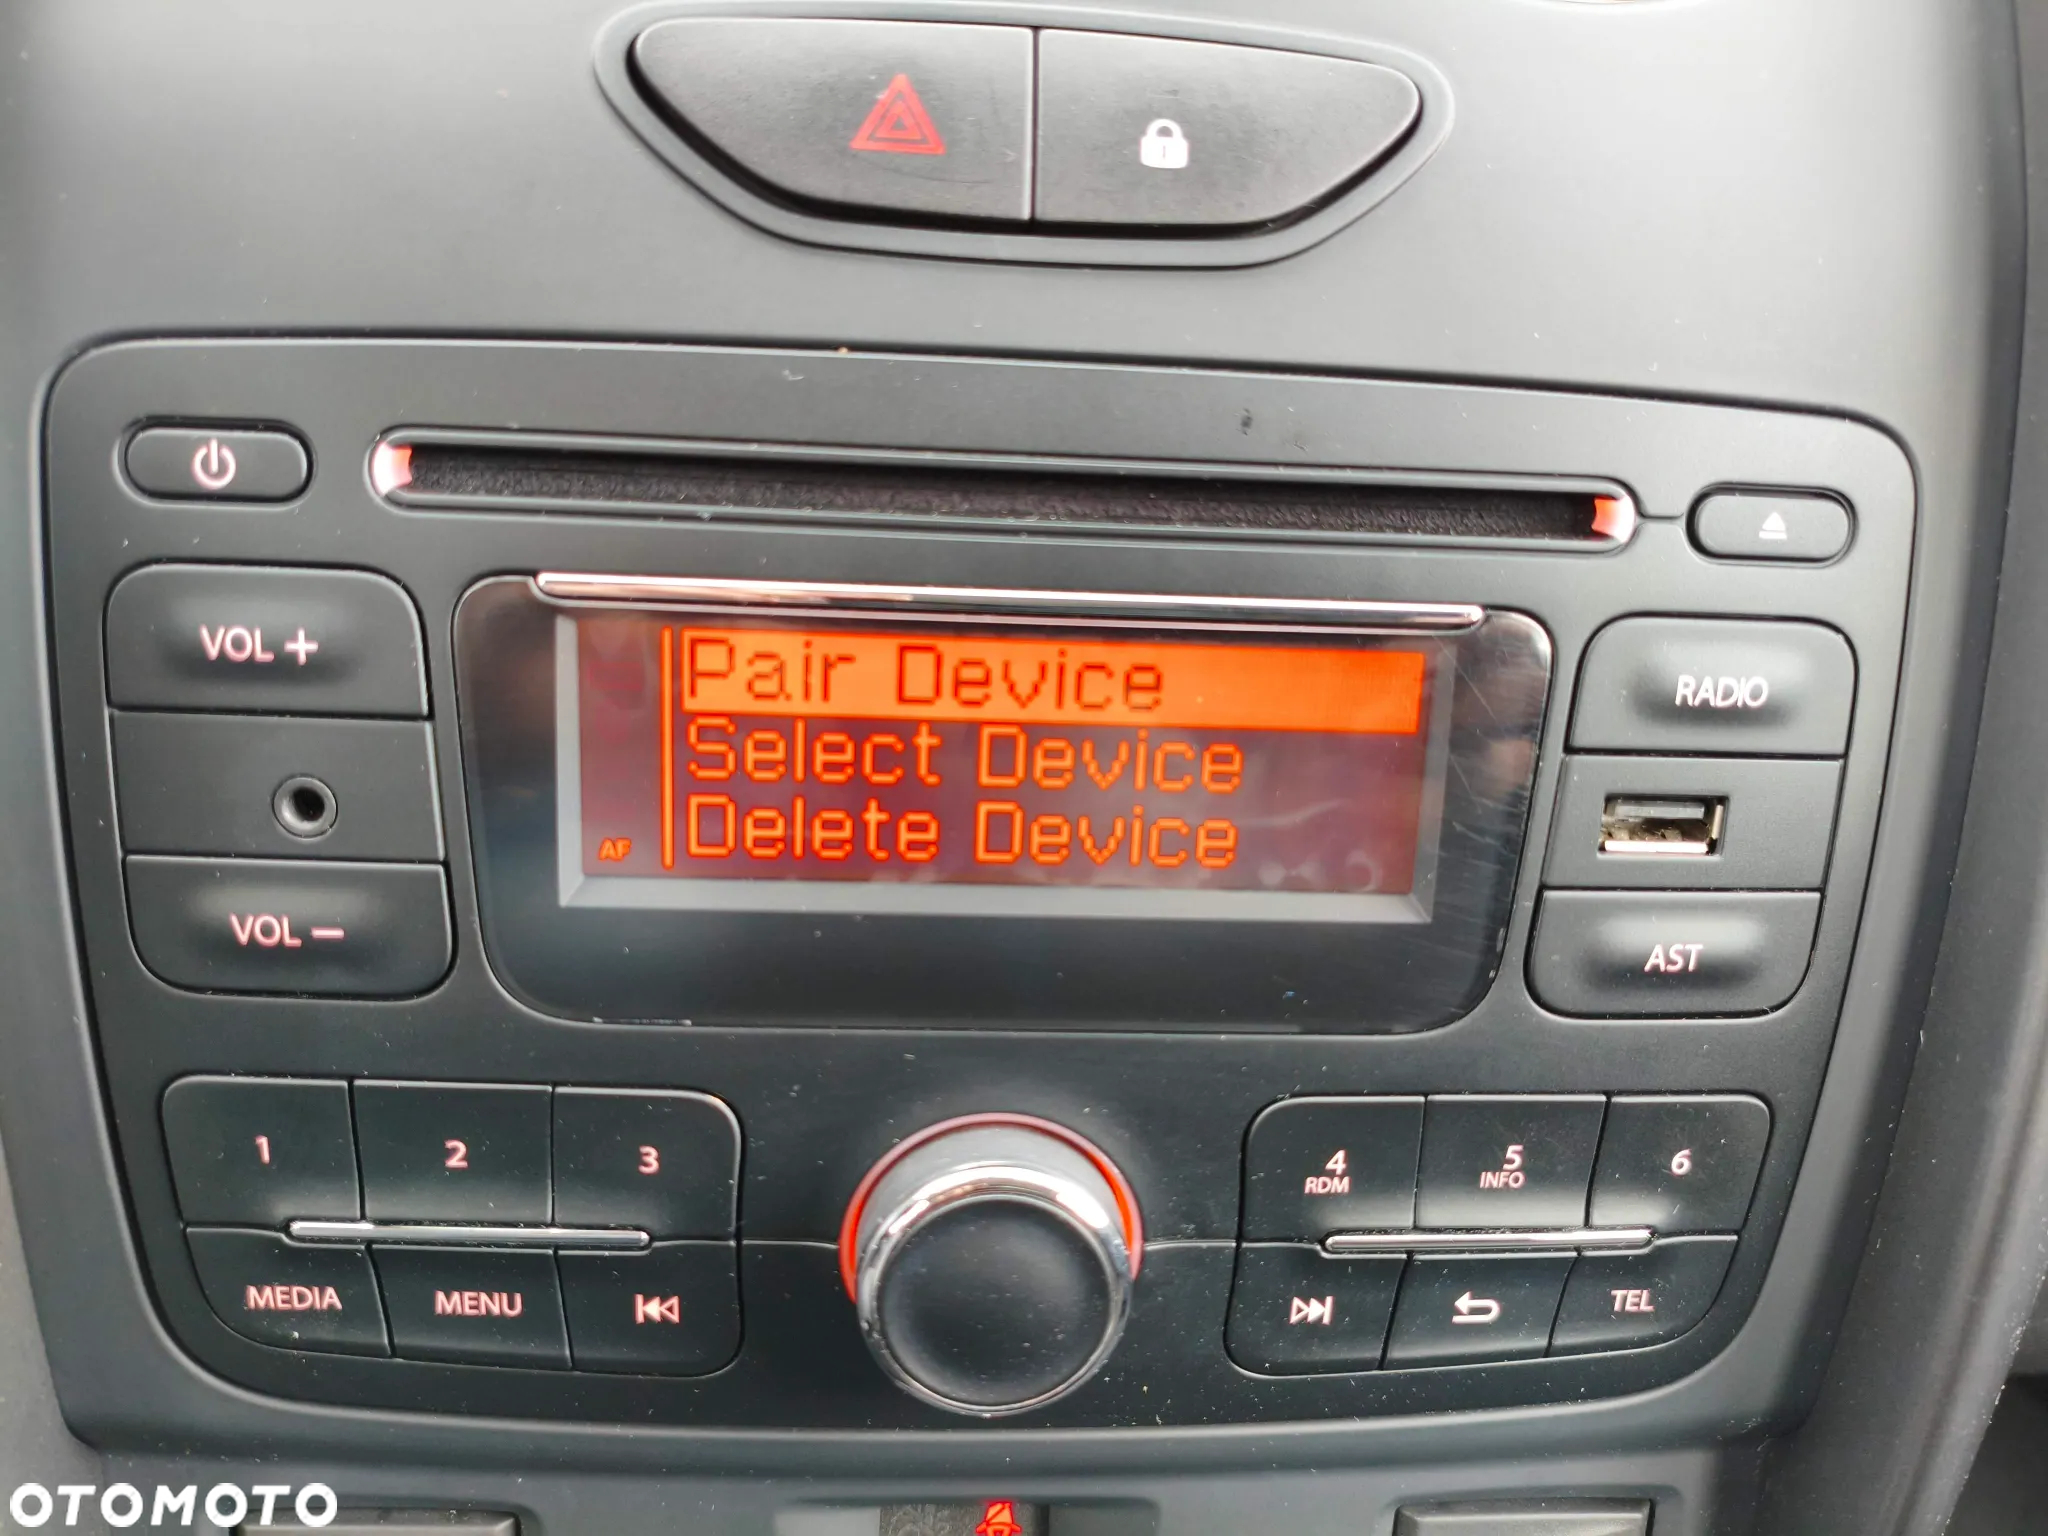 VOL +
VOL −
Pair Device
Select Device
Delete Device
AF
RADIO
AST
1
2
3
4
RDM
5
INFO
6
MEDIA
MENU
TEL
OTOMOTO